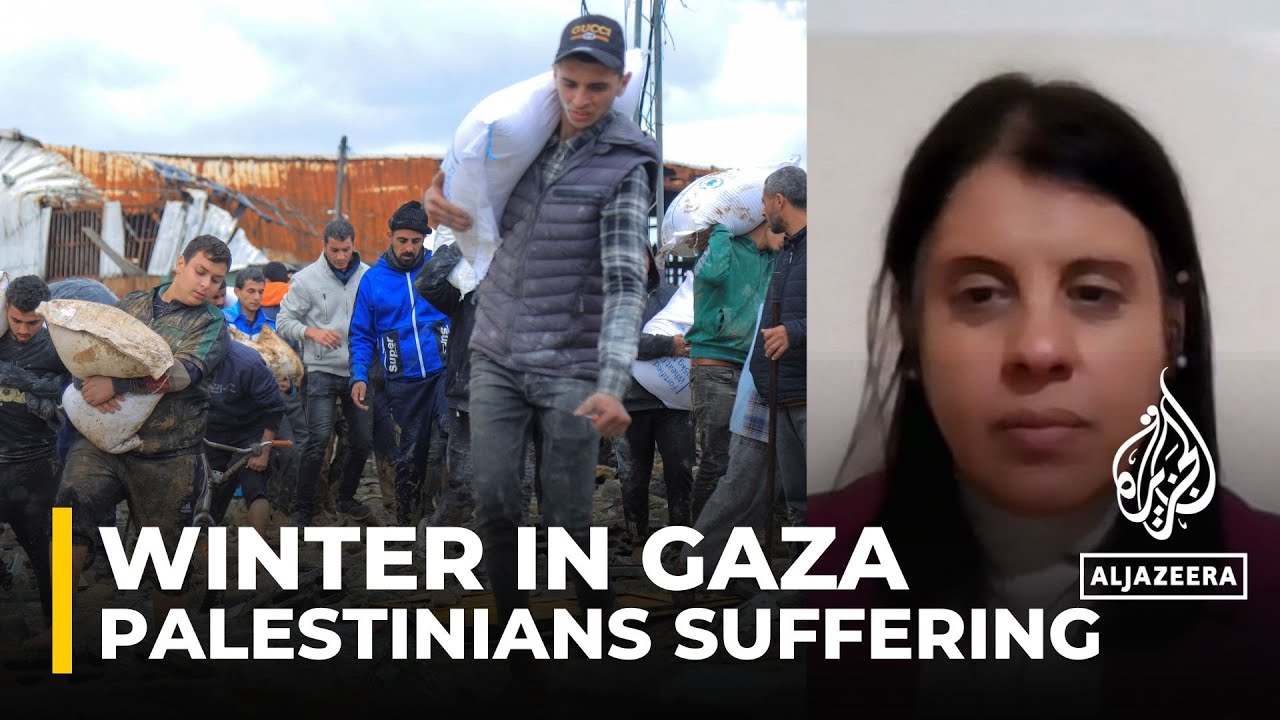 GUCCI
Super
WINTER IN GAZA
PALESTINIANS SUFFERING
الجزيرة
ALJAZEERA